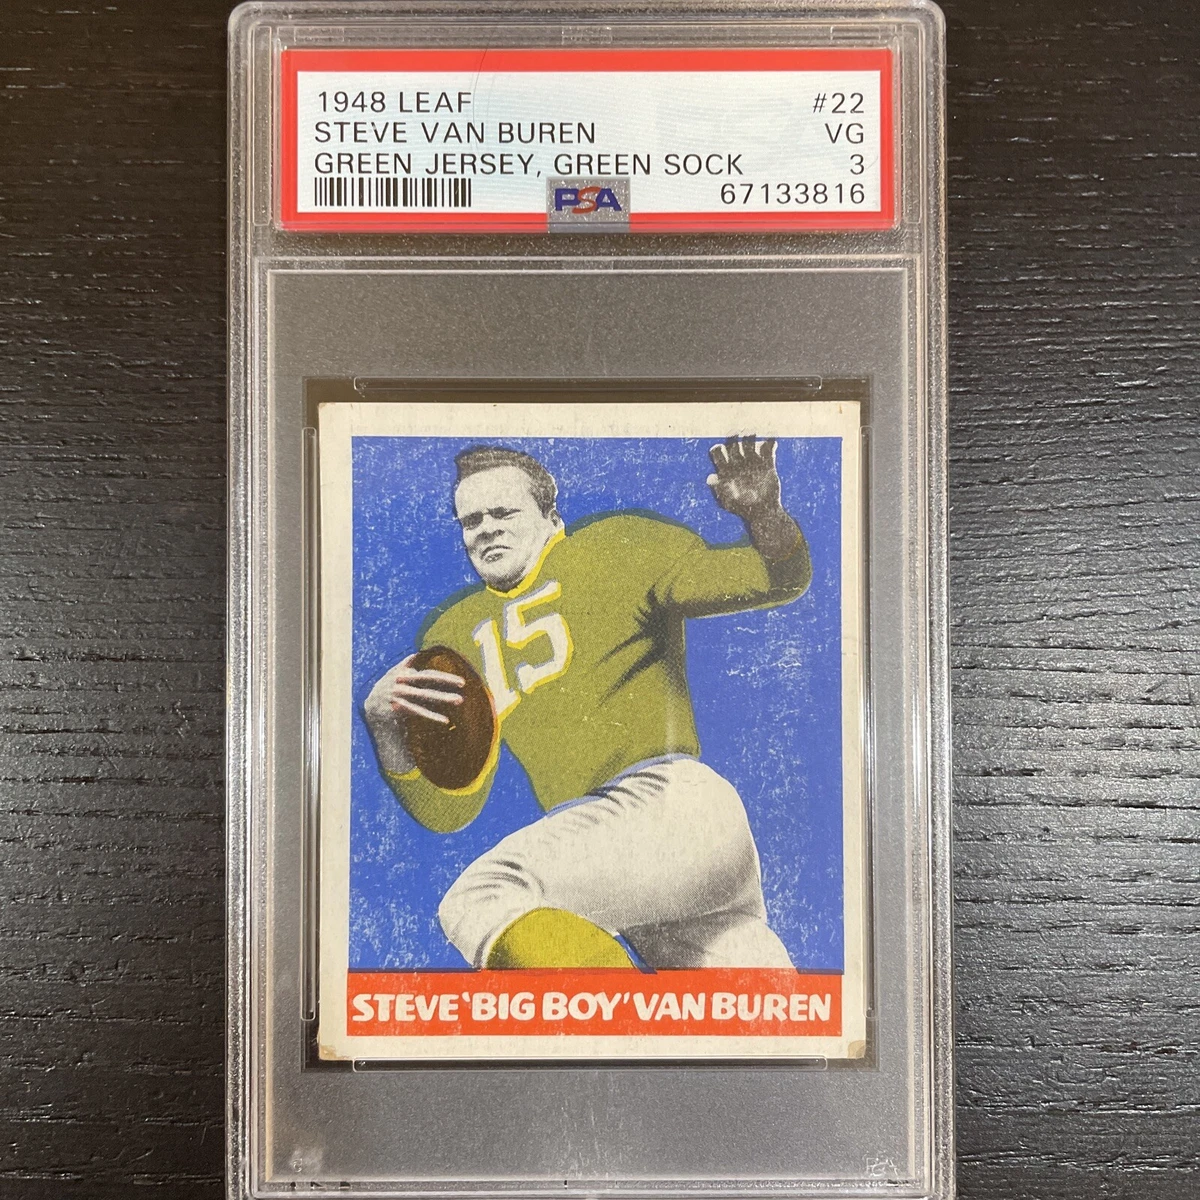 1948 LEAF #22
STEVE VAN BUREN VG
GREEN JERSEY, GREEN SOCK 3
PSA 67133816
15
STEVE 'BIG BOY' VAN BUREN
PSA